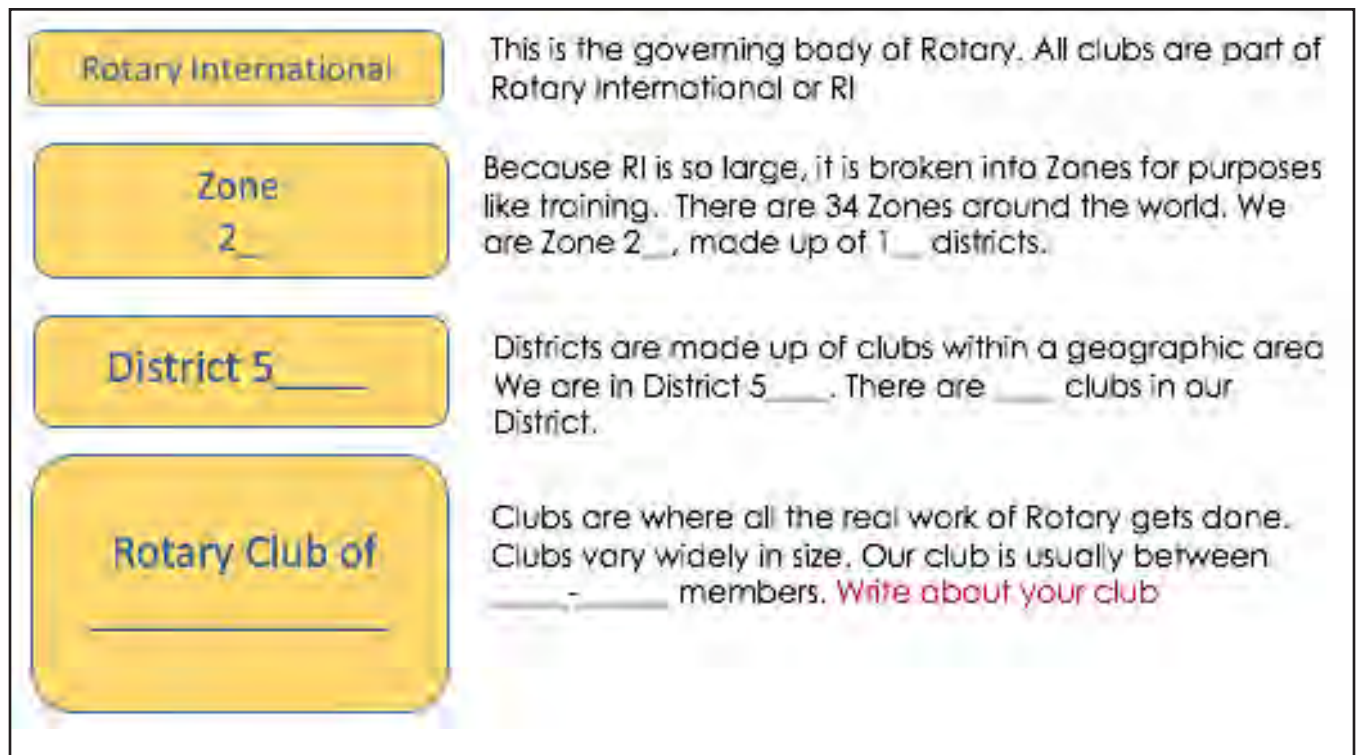 Rotary International
This is the governing body of Rotary. All clubs are part of
Rotary International or RI
Zone
2__
Because RI is so large, it is broken into Zones for purposes
like training. There are 34 Zones around the world. We
are Zone 2__, made up of 1__ districts.
District 5____
Districts are made up of clubs within a geographic area
We are in District 5____. There are ____ clubs in our
District.
Rotary Club of
____________________
Clubs are where all the real work of Rotary gets done.
Clubs vary widely in size. Our club is usually between
_____-______ members. Write about your club